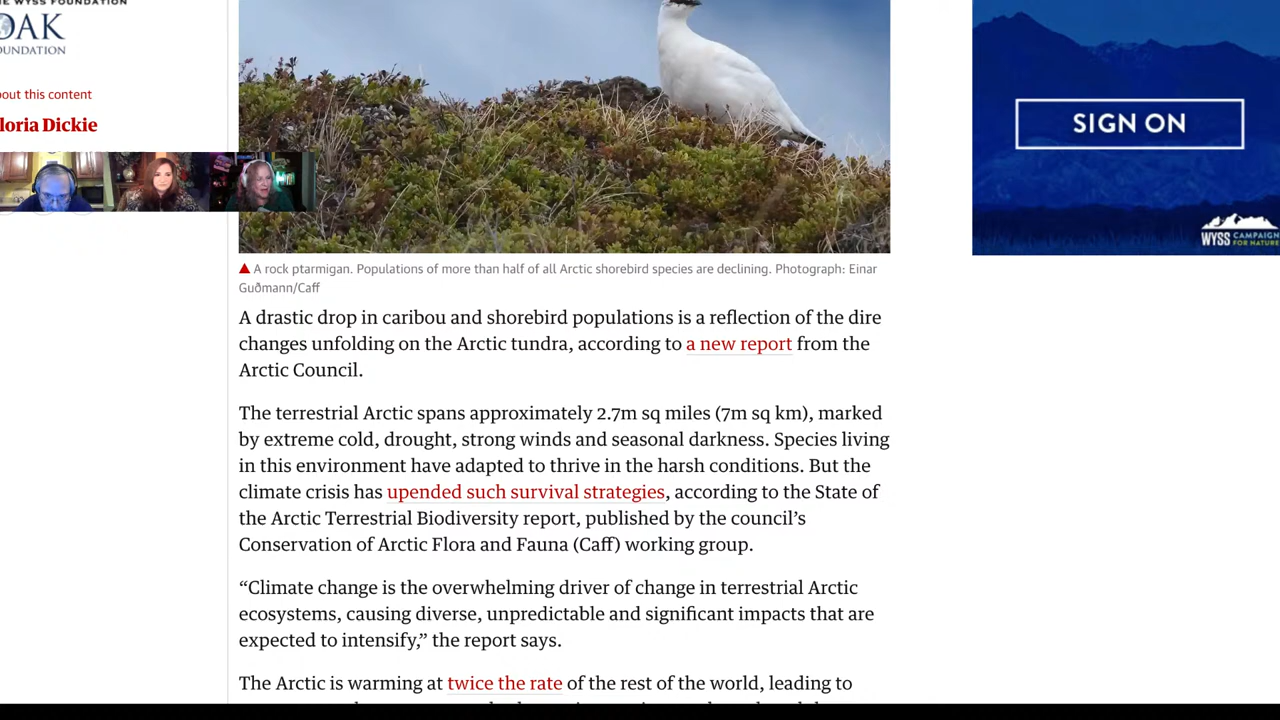 THE WYSS FOUNDATION
OAK
FOUNDATION
out this content
loria Dickie
SIGN ON
WYSS CAMPAIGN
FOR NATURE
A rock ptarmigan. Populations of more than half of all Arctic shorebird species are declining. Photograph: Einar
Guðmann/Caff
A drastic drop in caribou and shorebird populations is a reflection of the dire
changes unfolding on the Arctic tundra, according to a new report from the
Arctic Council.
The terrestrial Arctic spans approximately 2.7m sq miles (7m sq km), marked
by extreme cold, drought, strong winds and seasonal darkness. Species living
in this environment have adapted to thrive in the harsh conditions. But the
climate crisis has upended such survival strategies, according to the State of
the Arctic Terrestrial Biodiversity report, published by the council’s
Conservation of Arctic Flora and Fauna (Caff) working group.
“Climate change is the overwhelming driver of change in terrestrial Arctic
ecosystems, causing diverse, unpredictable and significant impacts that are
expected to intensify,” the report says.
The Arctic is warming at twice the rate of the rest of the world, leading to